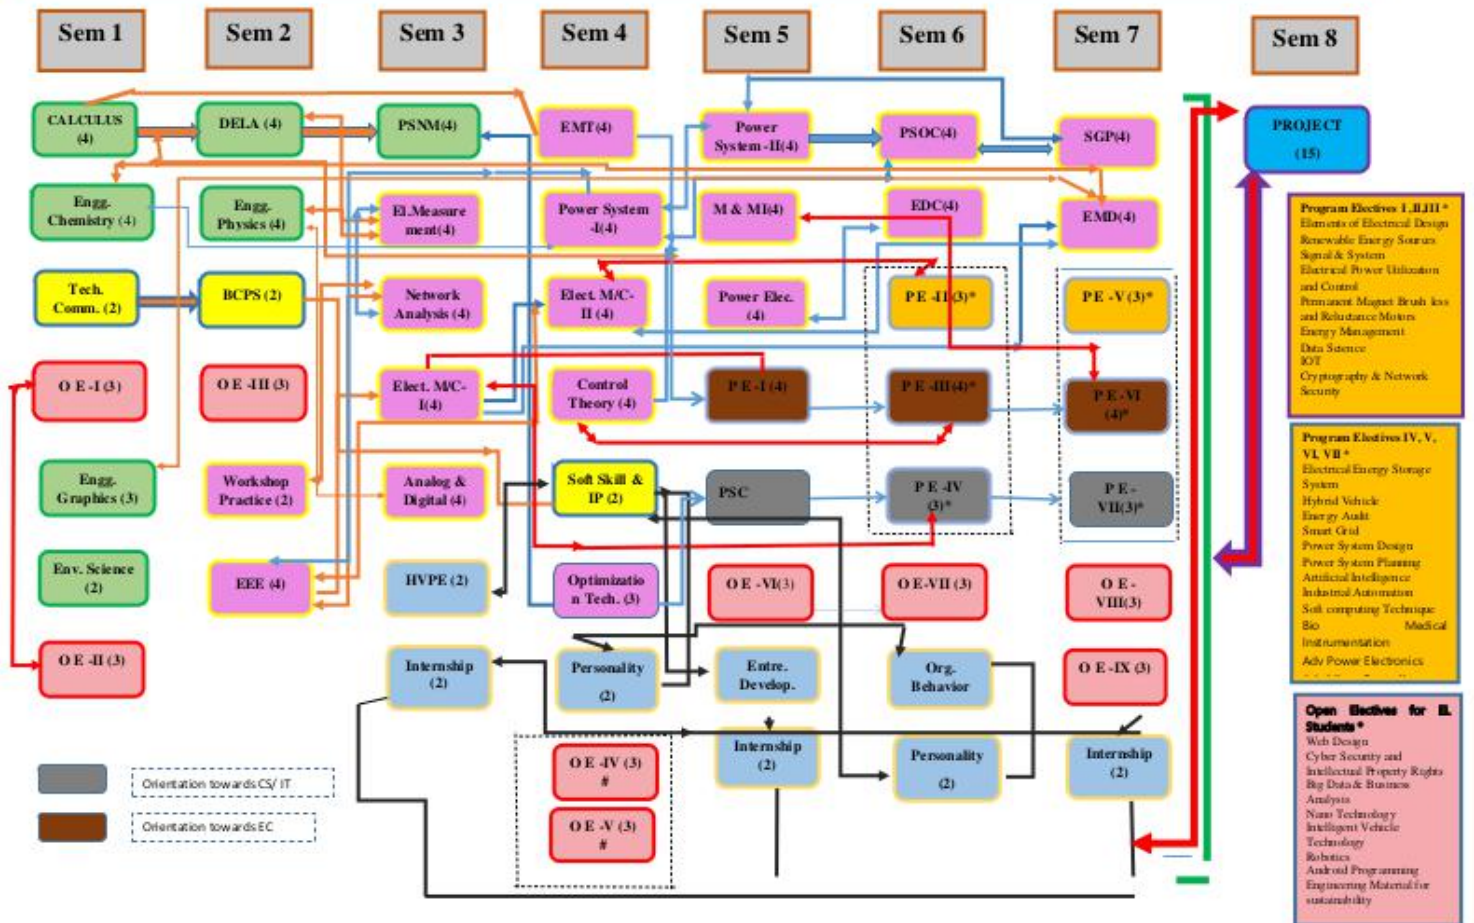 Sem 1
Sem 2
Sem 3
Sem 4
Sem 5
Sem 6
Sem 7
Sem 8
CALCULUS
(4)
DELA (4)
PSNM(4)
EMT(4)
Power
System -II(4)
PSOC(4)
SGP(4)
PROJECT
(15)
Engg.
Chemistry (4)
Engg.
Physics (4)
El.Measure
ment(4)
Power System
-I(4)
M & MI(4)
EDC(4)
EMD(4)
Tech.
Comm. (2)
BCPS (2)
Network
Analysis (4)
Elect. M/C-
II (4)
Power Elec.
(4)
PE -II (3)*
PE -V (3)*
O E -I (3)
O E -III (3)
Elect. M/C-
I(4)
Control
Theory (4)
P E -I (4)
P E -III(4)*
P E -VI
(4)*
Engg.
Graphics (3)
Workshop
Practice (2)
Analog &
Digital (4)
Soft Skill &
IP (2)
PSC
P E -IV
(3)*
P E -
VII(3)*
Env. Science
(2)
EEE (4)
HVPE (2)
Optimizatio
n Tech. (3)
O E -VI(3)
O E-VII (3)
O E -
VIII(3)
O E -II (3)
Internship
(2)
Personality
(2)
Entre.
Develop.
Org.
Behavior
O E -IX (3)
Internship
(2)
Personality
(2)
Internship
(2)
O E -IV (3)
#
O E -V (3)
#
Orientation towards CS/ IT
Orientation towards EC
Program Electives I ,II,III *
Elements of Electrical Design
Renewable Energy Sources
Signal & System
Electrical Power Utilization
and Control
Permanent Magnet Brush less
and Reluctance Motors
Energy Management
Data Science
IOT
Cryptography & Network
Security
Program Electives IV, V,
VI, VII *
Electrical Energy Storage
System
Hybrid Vehicle
Energy Audit
Smart Grid
Power System Design
Power System Planning
Artificial Intelligence
Industrial Automation
Soft computing Technique
Bio Medical
Instrumentation
Adv Power Electronics
Open Electives for EL
Students *
Web Design
Cyber Security and
Intellectual Property Rights
Big Data & Business
Analysis
Nano Technology
Intelligent Vehicle
Technology
Robotics
Android Programming
Engineering Material for
sustainability